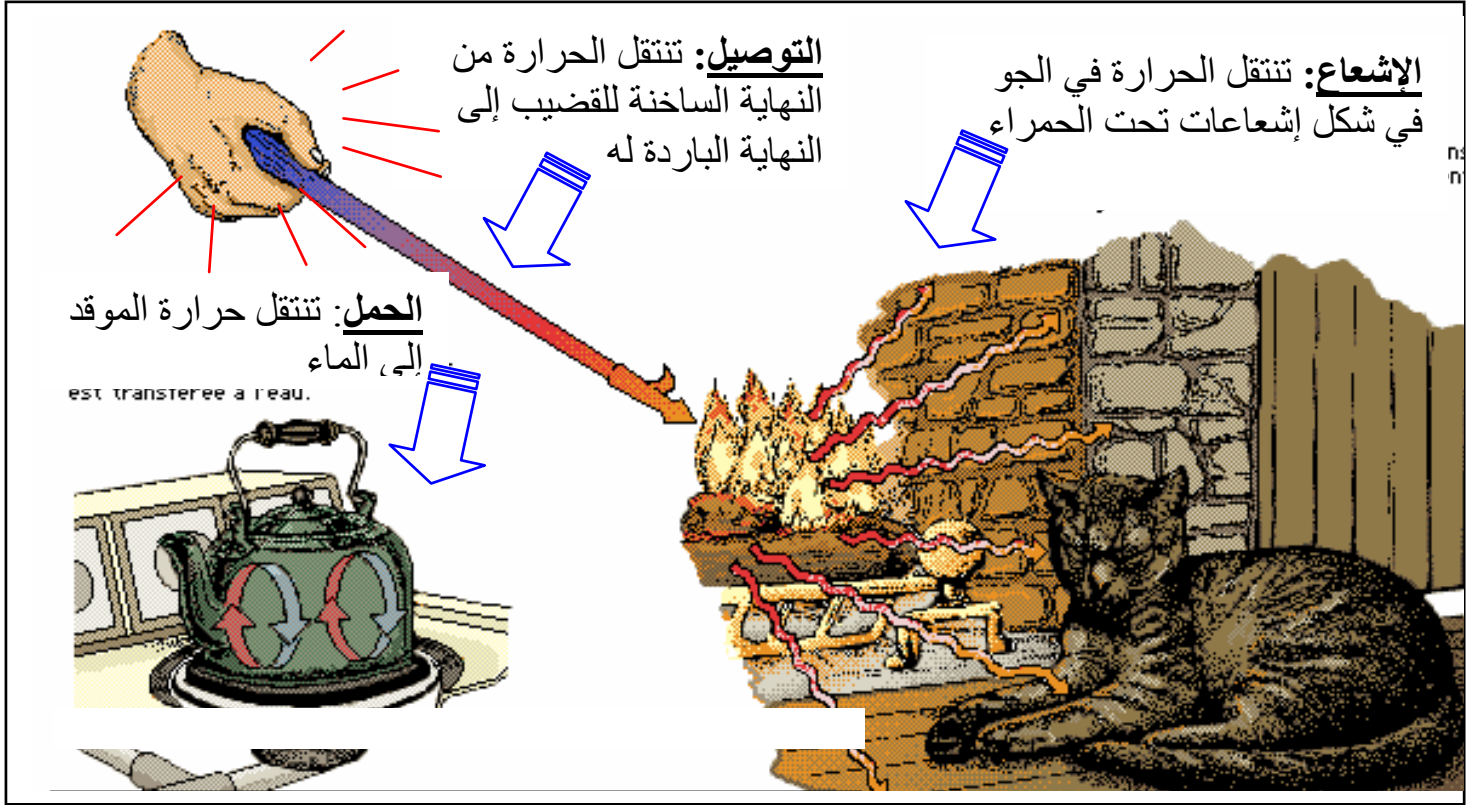 الإشعاع: تنتقل الحرارة في الجو
في شكل إشعاعات تحت الحمراء
التوصيل: تنتقل الحرارة من
النهاية الساخنة للقضيب إلى
النهاية الباردة له
الحمل: تنتقل حرارة الموقد
إلى الماء
est transférée à l'eau.